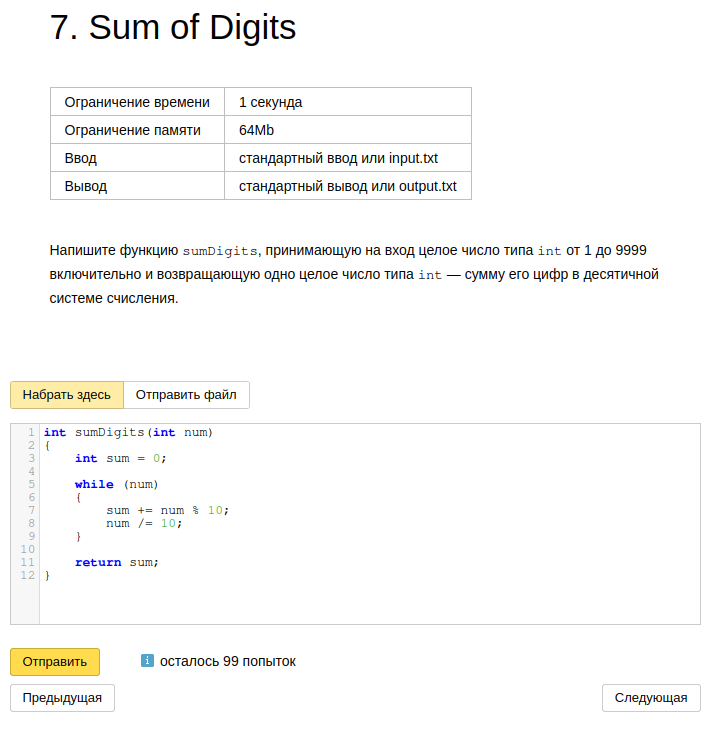 7. Sum of Digits
Ограничение времени 1 секунда
Ограничение памяти 64Mb
Ввод стандартный ввод или input.txt
Вывод стандартный вывод или output.txt
Напишите функцию sumDigits, принимающую на вход целое число типа int от 1 до 9999
включительно и возвращающую одно целое число типа int — сумму его цифр в десятичной
системе счисления.
Набрать здесь Отправить файл
1 int sumDigits(int num)
2 {
3     int sum = 0;
4
5     while (num)
6     {
7         sum += num % 10;
8         num /= 10;
9     }
10
11     return sum;
12 }
Отправить i осталось 99 попыток
Предыдущая Следующая